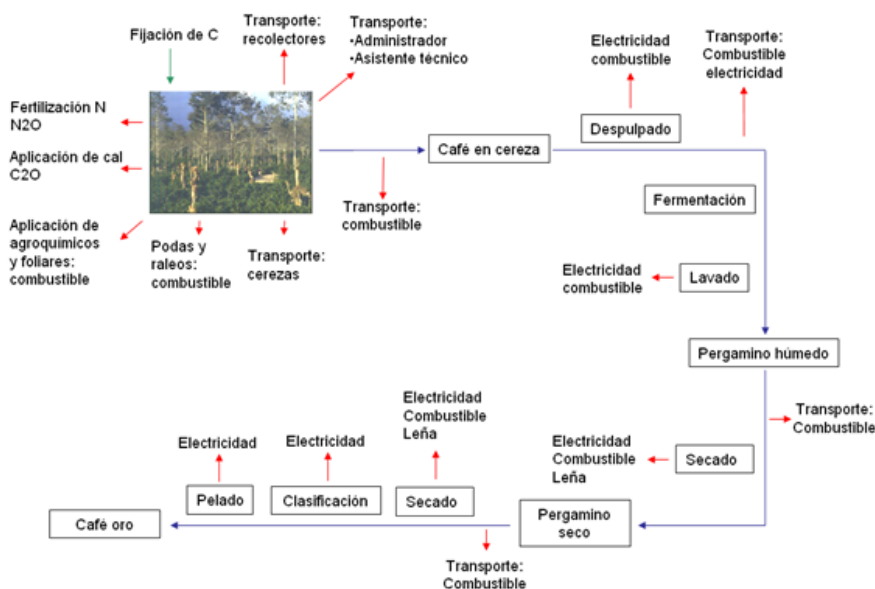 Fijación de C
Transporte:
recolectores
Transporte:
•Administrador
•Asistente técnico
Fertilización N
N2O
Aplicación de cal
C2O
Aplicación de
agroquímicos
y foliares:
combustible
Podas y
raleos:
combustible
Transporte:
cerezas
Transporte:
combustible
Café en cereza
Electricidad
combustible
Despulpado
Transporte:
Combustible
electricidad
Fermentación
Electricidad
combustible
Lavado
Pergamino húmedo
Transporte:
Combustible
Electricidad
Combustible
Leña
Secado
Pergamino
seco
Transporte:
Combustible
Electricidad
Combustible
Leña
Secado
Electricidad
Clasificación
Electricidad
Pelado
Café oro